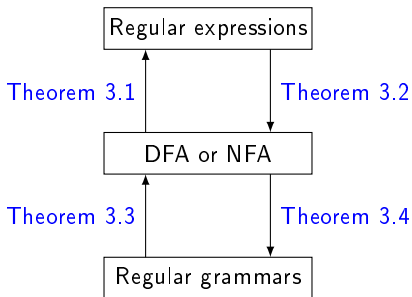 Regular expressions
Theorem 3.1
Theorem 3.2
DFA or NFA
Theorem 3.3
Theorem 3.4
Regular grammars